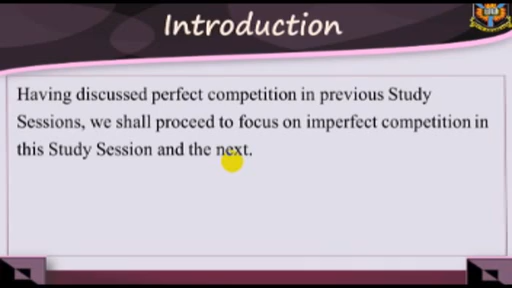 Introduction
Having discussed perfect competition in previous Study
Sessions, we shall proceed to focus on imperfect competition in
this Study Session and the next.